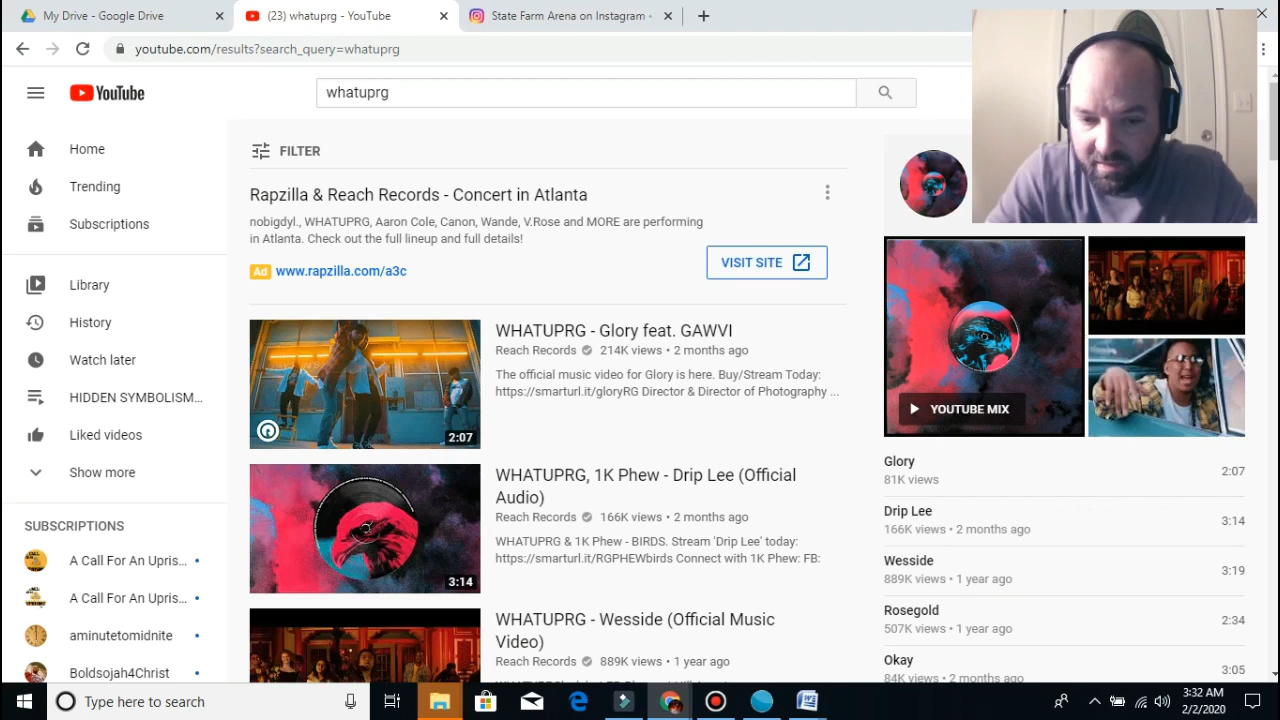 My Drive - Google Drive
(23) whatuprg - YouTube
State Farm Arena on Instagram
youtube.com/results?search_query=whatuprg
YouTube
whatuprg
Home
Trending
Subscriptions
Library
History
Watch later
HIDDEN SYMBOLISM...
Liked videos
Show more
SUBSCRIPTIONS
A Call For An Upris...
A Call For An Upris...
aminutetomidnite
Boldsojah4Christ
FILTER
Rapzilla & Reach Records - Concert in Atlanta
nobigdyl., WHATUPRG, Aaron Cole, Canon, Wande, V.Rose and MORE are performing
in Atlanta. Check out the full lineup and full details!
Ad www.rapzilla.com/a3c
VISIT SITE
WHATUPRG - Glory feat. GAWVI
Reach Records 214K views • 2 months ago
The official music video for Glory is here. Buy/Stream Today:
https://smarturl.it/gloryRG Director & Director of Photography ...
2:07
WHATUPRG, 1K Phew - Drip Lee (Official
Audio)
Reach Records 166K views • 2 months ago
WHATUPRG & 1K Phew - BIRDS. Stream 'Drip Lee' today:
https://smarturl.it/RGPHEWbirds Connect with 1K Phew: FB:
3:14
WHATUPRG - Wesside (Official Music
Video)
Reach Records 889K views • 1 year ago
YOUTUBE MIX
Glory
81K views
2:07
Drip Lee
166K views • 2 months ago
3:14
Wesside
889K views • 1 year ago
3:19
Rosegold
507K views • 1 year ago
2:34
Okay
84K views • 2 months ago
3:05
Type here to search
3:32 AM
2/2/2020